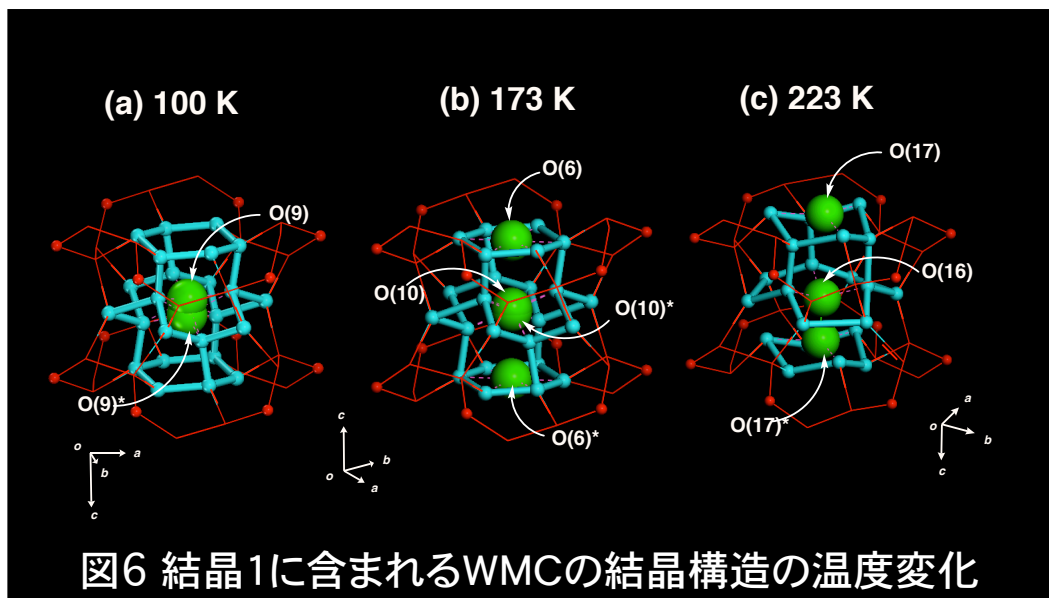 (a) 100 K
(b) 173 K
(c) 223 K
O(9)
O(9)*
O(6)
O(10)
O(10)*
O(6)*
O(17)
O(16)
O(17)*
o
a
b
c
c
b
o
a
a
o
b
c
図6 結晶1に含まれるWMCの結晶構造の温度変化